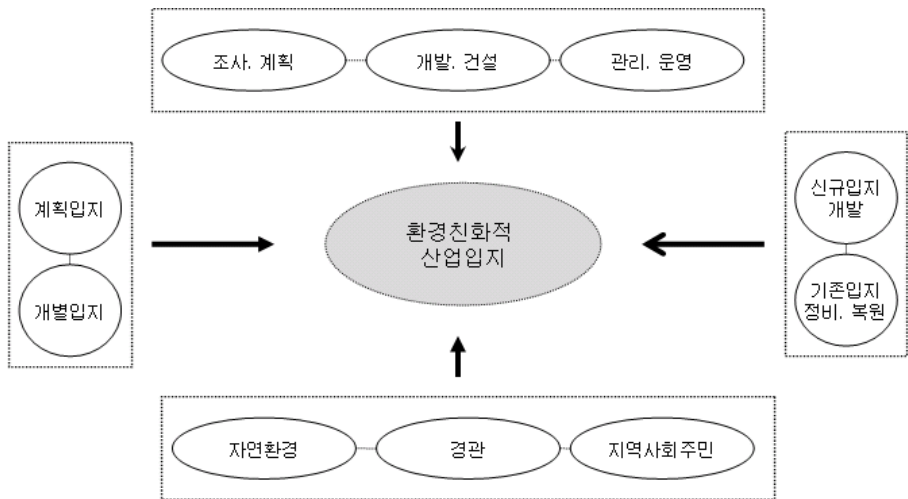 조사. 계획
개발. 건설
관리. 운영
계획입지
개별입지
환경친화적
산업입지
신규입지
개발
기존입지
정비. 복원
자연환경
경관
지역사회주민